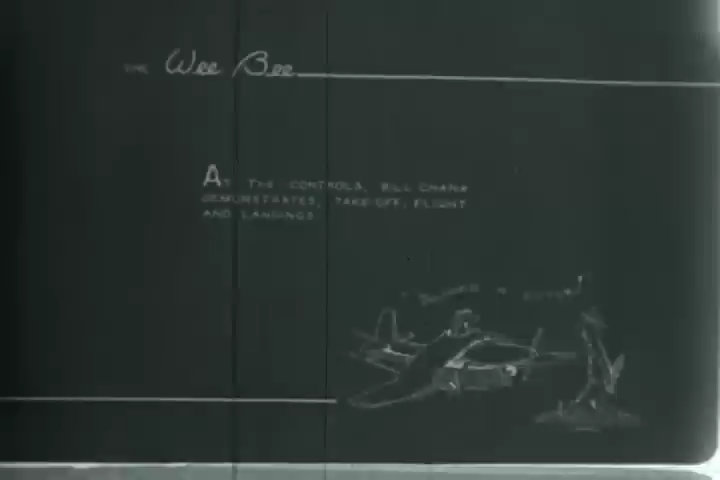 THE Wee Bee
AT THE CONTROLS, BILL CHANA
DEMONSTRATES, TAKE-OFF, FLIGHT
AND LANDINGS